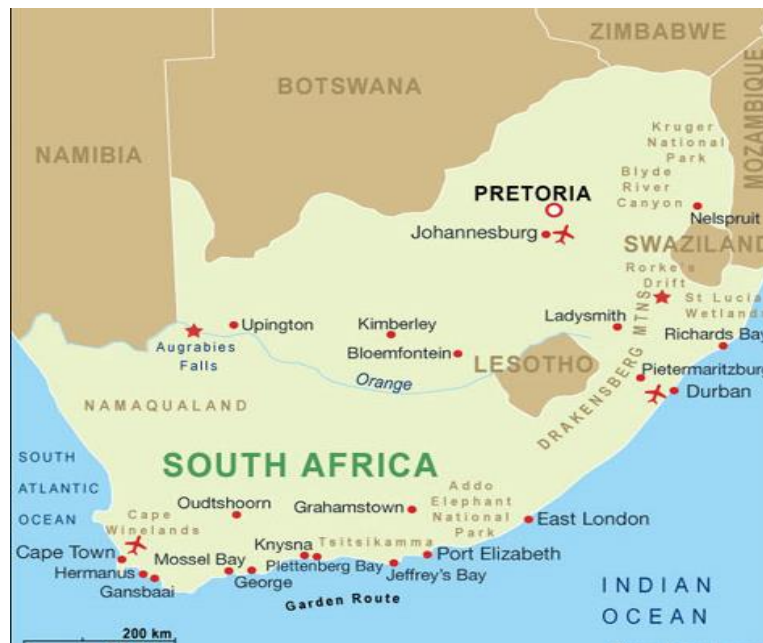 ZIMBABWE
BOTSWANA
MOZAMBIQUE
NAMIBIA
Kruger
National
Park
Blyde
River
Canyon
PRETORIA
Nelspruit
Johannesburg
SWAZILAND
Rorke's
Drift
St Lucia
Wetlands
Ladysmith
Richards Bay
Upington
Kimberley
Augrabies
Falls
Bloemfontein
LESOTHO
DRAKENSBERG MTNS
Pietermaritzburg
Orange
Durban
NAMAQUALAND
SOUTH
ATLANTIC
OCEAN
SOUTH AFRICA
Addo
Elephant
National
Park
Oudtshoorn
Grahamstown
Cape
Winelands
East London
Knysna
Tsitsikamma
Cape Town
Mossel Bay
Plettenberg Bay
Port Elizabeth
Hermanus
George
Jeffrey's Bay
Gansbaai
Garden Route
INDIAN
OCEAN
200 km